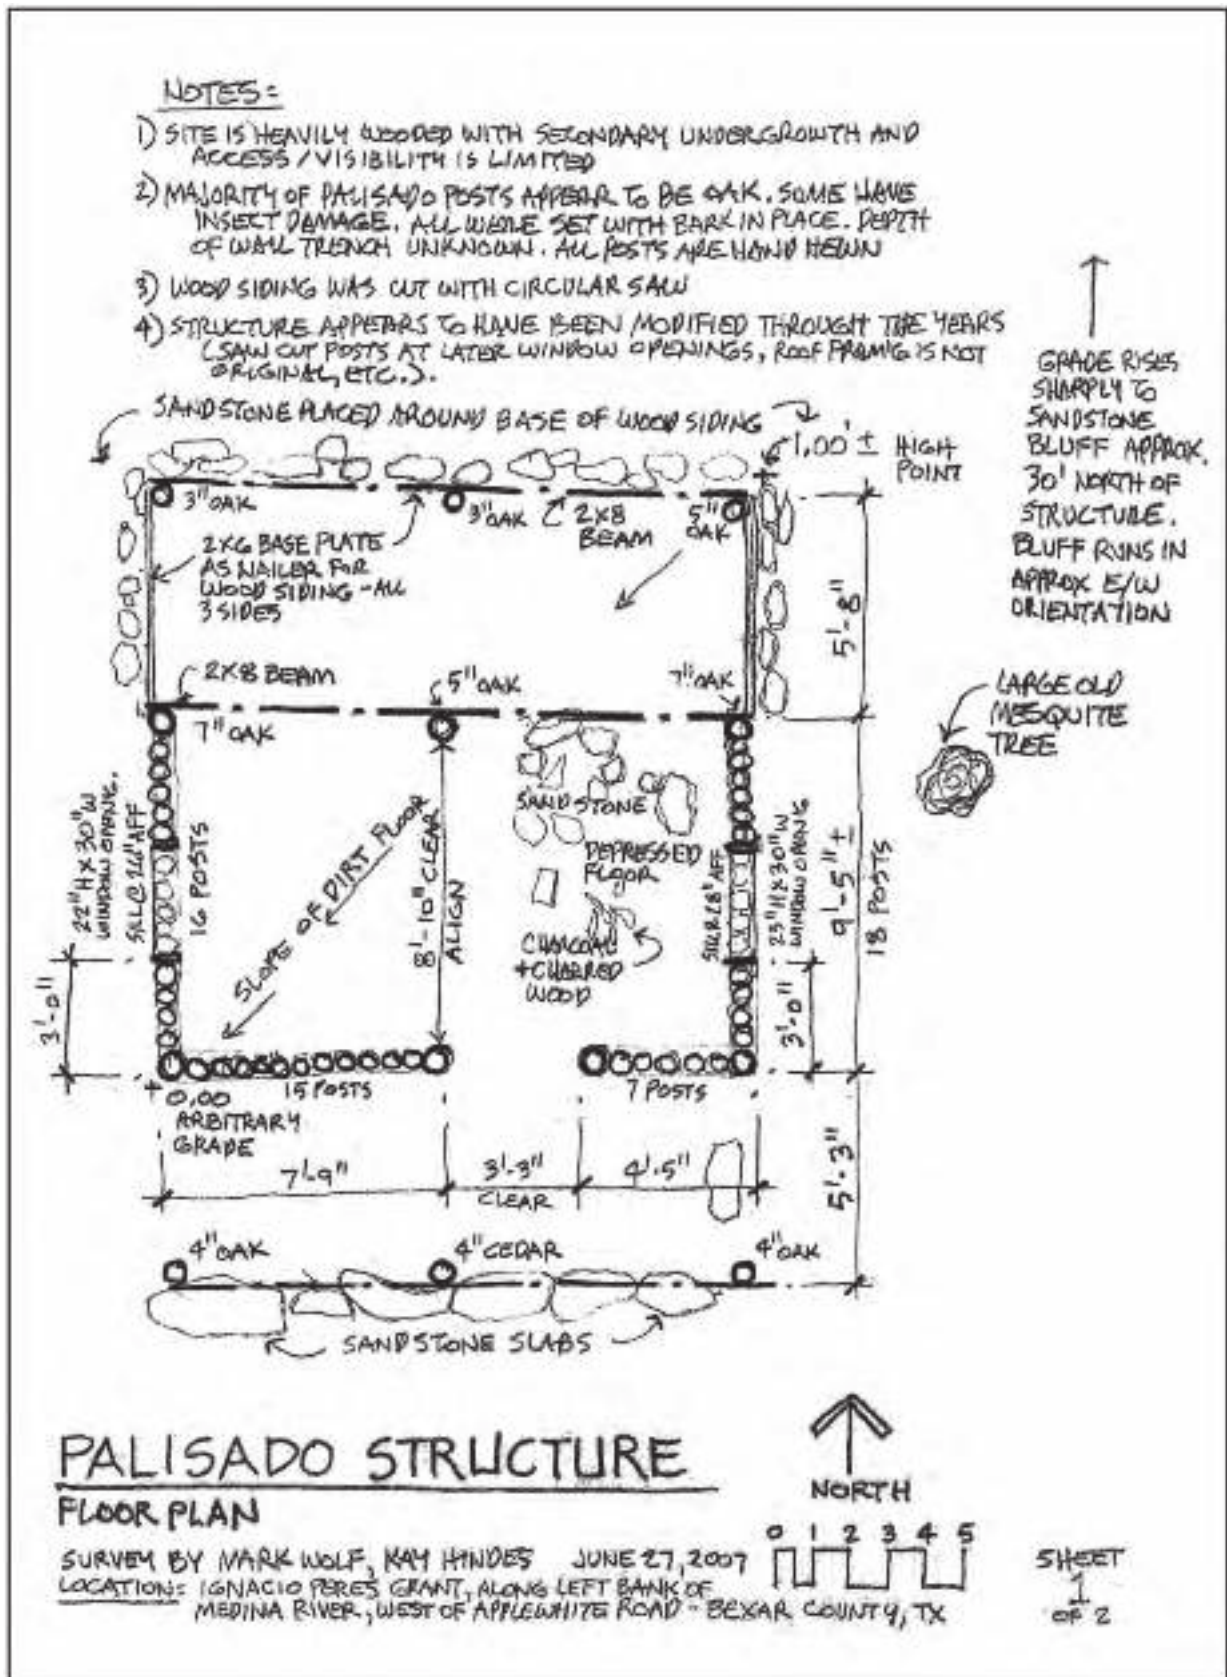 NOTES:
1) SITE IS HEAVILY WOODED WITH SECONDARY UNDERGROWTH AND
ACCESS / VISIBILITY IS LIMITED
2) MAJORITY OF PALISADO POSTS APPEAR TO BE OAK. SOME HAVE
INSECT DAMAGE. ALL WERE SET WITH BARK IN PLACE. DEPTH
OF WALL TRENCH UNKNOWN. ALL POSTS ARE HAND HEWN
3) WOOD SIDING WAS CUT WITH CIRCULAR SAW
4) STRUCTURE APPEARS TO HAVE BEEN MODIFIED THROUGH THE YEARS
(SAW CUT POSTS AT LATER WINDOW OPENINGS, ROOF FRAM'G IS NOT
ORIGINAL, ETC.).
GRADE RISES
SHARPLY TO
SANDSTONE
BLUFF APPROX.
30' NORTH OF
STRUCTURE.
BLUFF RUNS IN
APPROX E/W
ORIENTATION
SANDSTONE PLACED AROUND BASE OF WOOD SIDING
1.00' ± HIGH
POINT
3" OAK
3" OAK
2X8
BEAM
5"
OAK
2X6 BASE PLATE
AS NAILER FOR
WOOD SIDING - ALL
3 SIDES
5'-8"
2X8 BEAM
5" OAK
7" OAK
7" OAK
LARGE OLD
MESQUITE
TREE
22" H X 30" W
WINDOW OPENG.
SILL @ 26" AFF
16 POSTS
SLOPE OF DIRT FLOOR
8'-10" CLEAR
ALIGN
SANDSTONE
DEPRESSED
FLOOR
CHARCOAL
+ CHARRED
WOOD
28" AFF
23" H X 30" W
WINDOW OPENG
9'-5" ±
18 POSTS
3'-0"
3'-0"
0.00
ARBITRARY
GRADE
15 POSTS
7 POSTS
7'-9"
3'-3"
CLEAR
4'-5"
5'-3"
4" OAK
4" CEDAR
4" OAK
SANDSTONE SLABS
PALISADO STRUCTURE
FLOOR PLAN
NORTH
0 1 2 3 4 5
SURVEY BY MARK WOLF, KAY HINDES JUNE 27, 2007
LOCATION: IGNACIO PERES GRANT, ALONG LEFT BANK OF
MEDINA RIVER, WEST OF APPLEWHITE ROAD - BEXAR COUNTY, TX
SHEET
1
OF 2